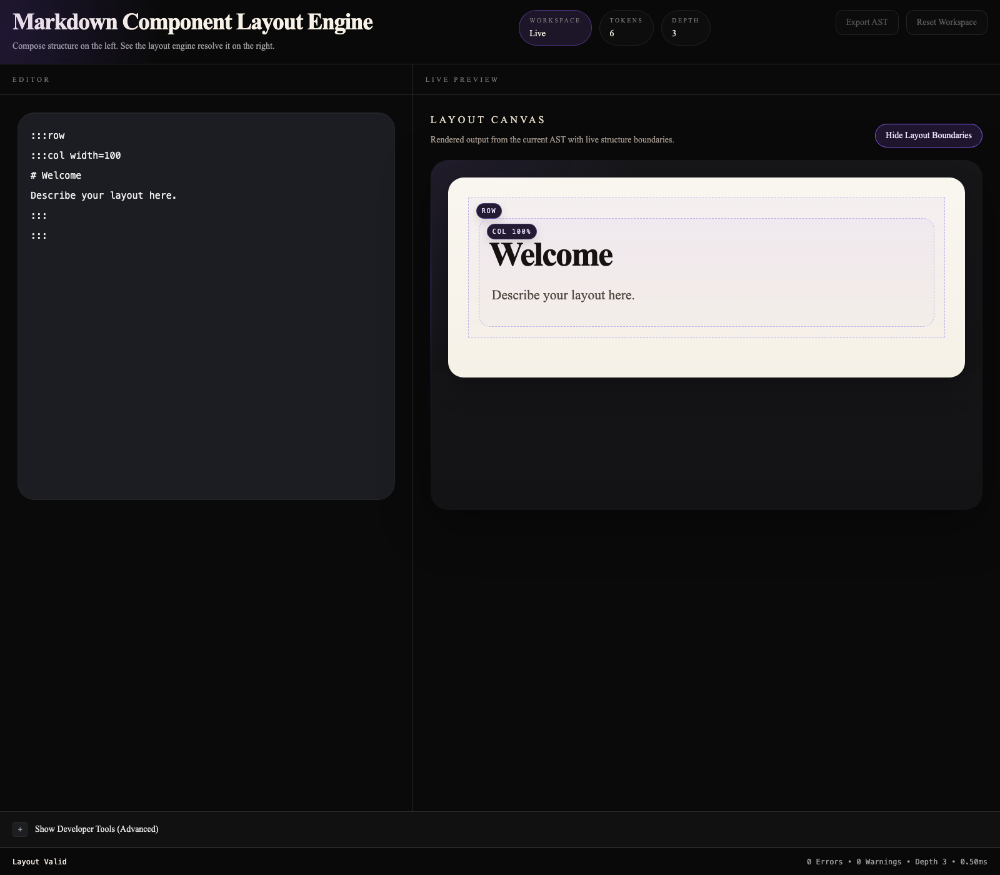 Markdown Component Layout Engine
Compose structure on the left. See the layout engine resolve it on the right.
WORKSPACE
Live
TOKENS
6
DEPTH
3
Export AST
Reset Workspace
EDITOR
:::row
:::col width=100
# Welcome
Describe your layout here.
:::
:::
LIVE PREVIEW
LAYOUT CANVAS
Rendered output from the current AST with live structure boundaries.
Hide Layout Boundaries
ROW
COL 100%
Welcome
Describe your layout here.
+ Show Developer Tools (Advanced)
Layout Valid
0 Errors • 0 Warnings • Depth 3 • 0.50ms